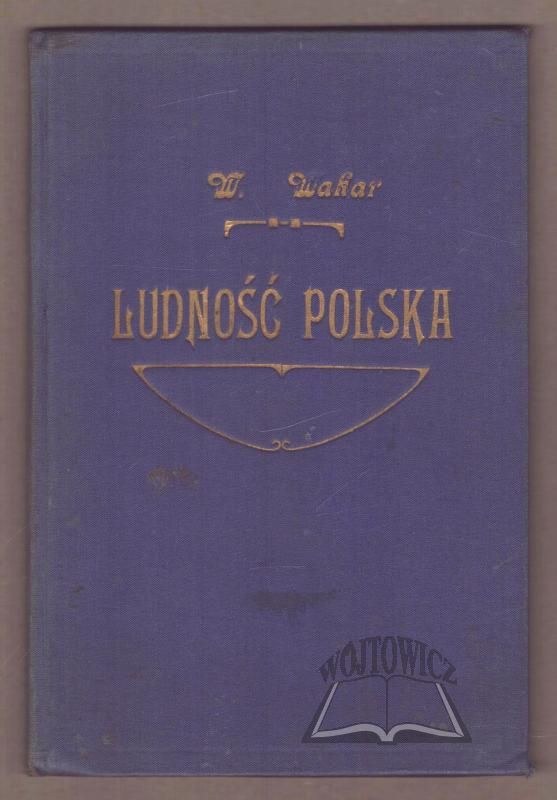 W. Wakar
LUDNOŚĆ POLSKA
WÓJTOWICZ